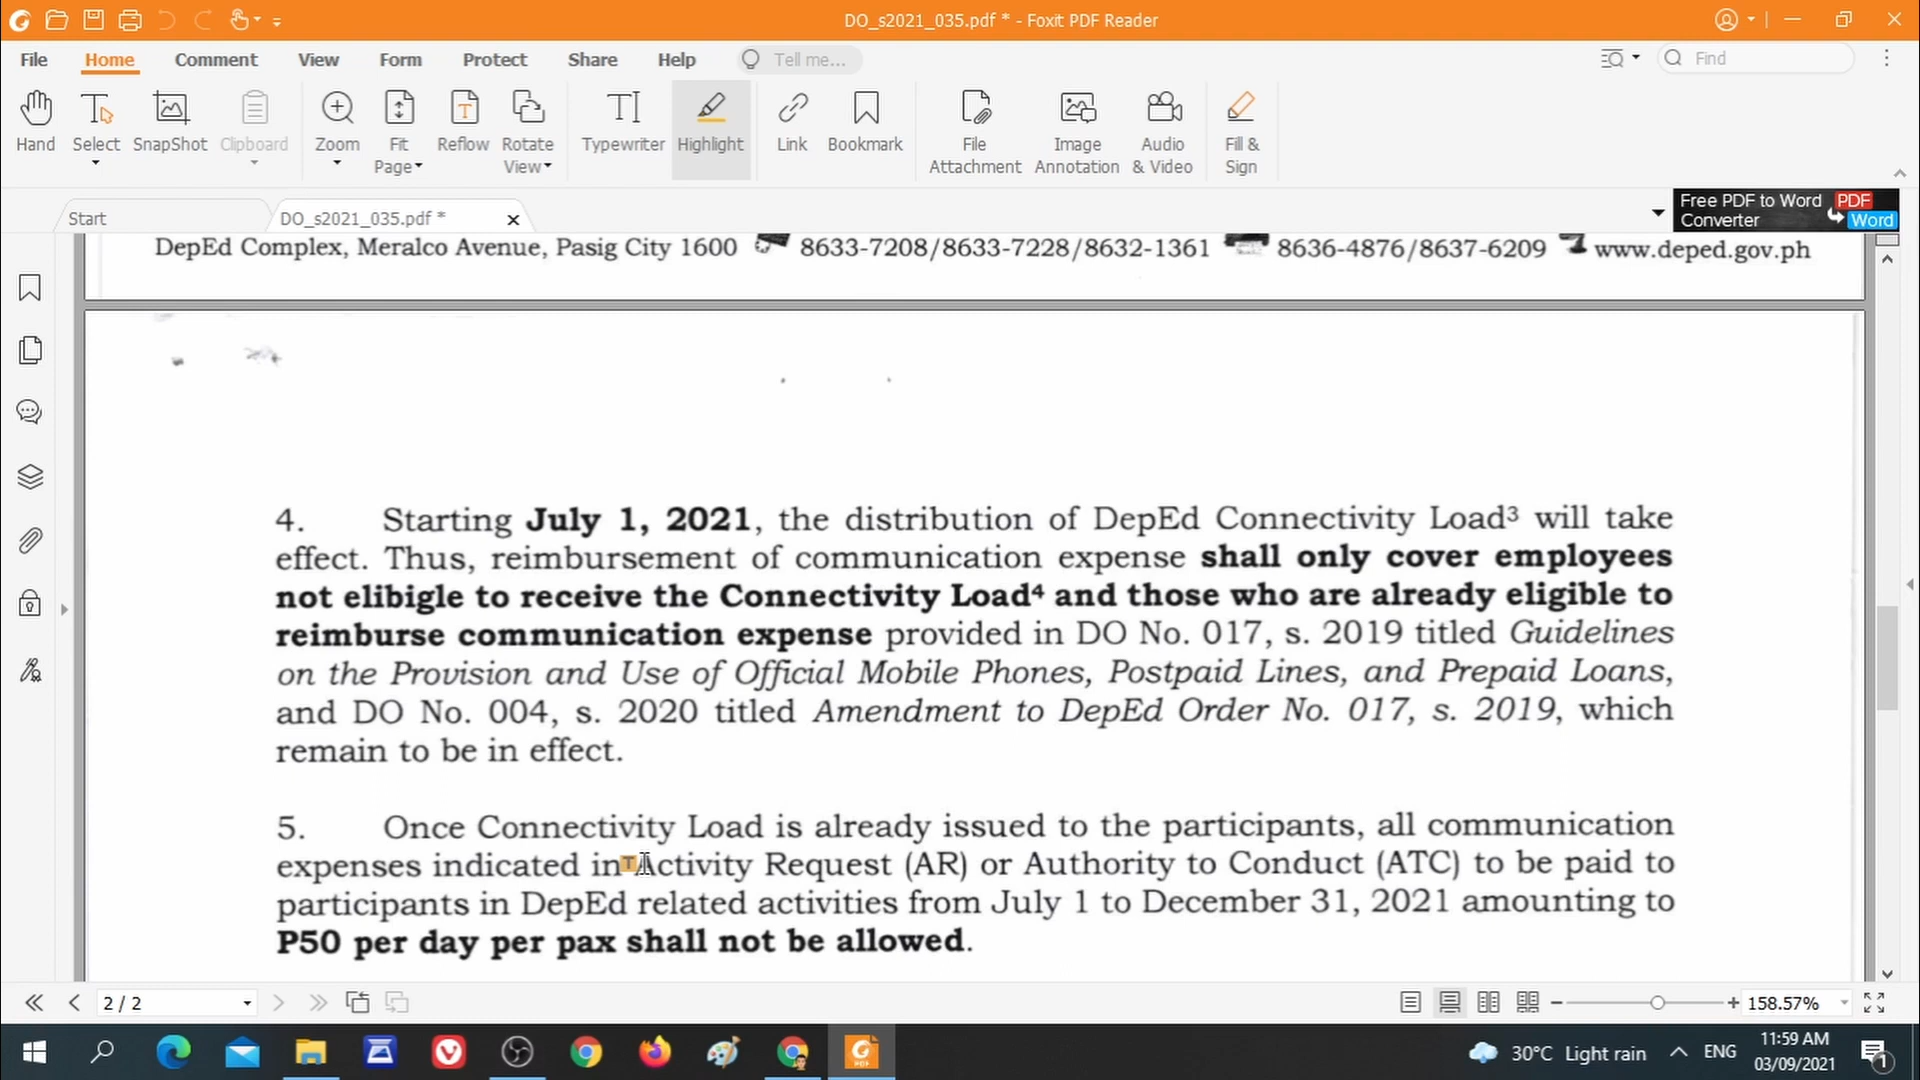 DO_s2021_035.pdf * - Foxit PDF Reader
File Home Comment View Form Protect Share Help Tell me... Find
Hand Select SnapShot Clipboard Zoom Fit Page Reflow Rotate View Typewriter Highlight Link Bookmark File Attachment Image Annotation Audio & Video Fill & Sign
Start DO_s2021_035.pdf *
Free PDF to Word PDF
Converter Word
DepEd Complex, Meralco Avenue, Pasig City 1600 8633-7208/8633-7228/8632-1361 8636-4876/8637-6209 www.deped.gov.ph
4. Starting July 1, 2021, the distribution of DepEd Connectivity Load³ will take
effect. Thus, reimbursement of communication expense shall only cover employees
not elibigle to receive the Connectivity Load⁴ and those who are already eligible to
reimburse communication expense provided in DO No. 017, s. 2019 titled Guidelines
on the Provision and Use of Official Mobile Phones, Postpaid Lines, and Prepaid Loans,
and DO No. 004, s. 2020 titled Amendment to DepEd Order No. 017, s. 2019, which
remain to be in effect.
5. Once Connectivity Load is already issued to the participants, all communication
expenses indicated in Activity Request (AR) or Authority to Conduct (ATC) to be paid to
participants in DepEd related activities from July 1 to December 31, 2021 amounting to
P50 per day per pax shall not be allowed.
2 / 2 158.57%
30°C Light rain ENG 11:59 AM
03/09/2021 1